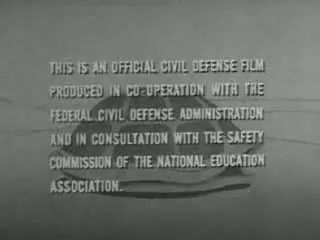 THIS IS AN OFFICIAL CIVIL DEFENSE FILM
PRODUCED IN CO-OPERATION WITH THE
FEDERAL CIVIL DEFENSE ADMINISTRATION
AND IN CONSULTATION WITH THE SAFETY
COMMISSION OF THE NATIONAL EDUCATION
ASSOCIATION.